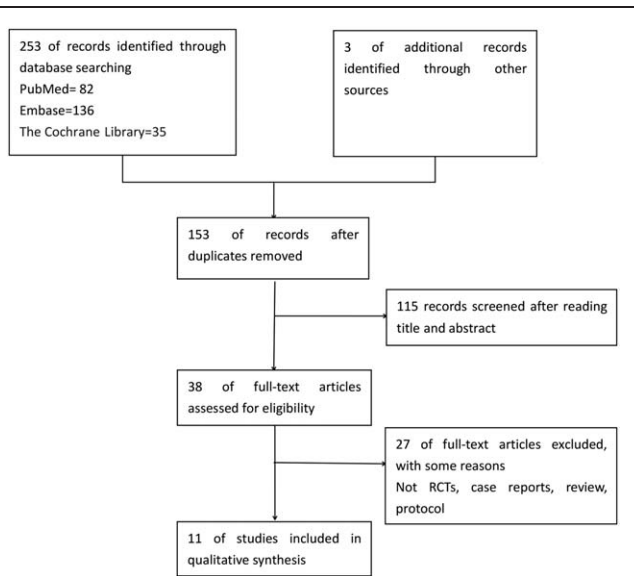 253 of records identified through
database searching
PubMed= 82
Embase=136
The Cochrane Library=35
3 of additional records
identified through other
sources
153 of records after
duplicates removed
115 records screened after reading
title and abstract
38 of full-text articles
assessed for eligibility
27 of full-text articles excluded,
with some reasons
Not RCTs, case reports, review,
protocol
11 of studies included in
qualitative synthesis